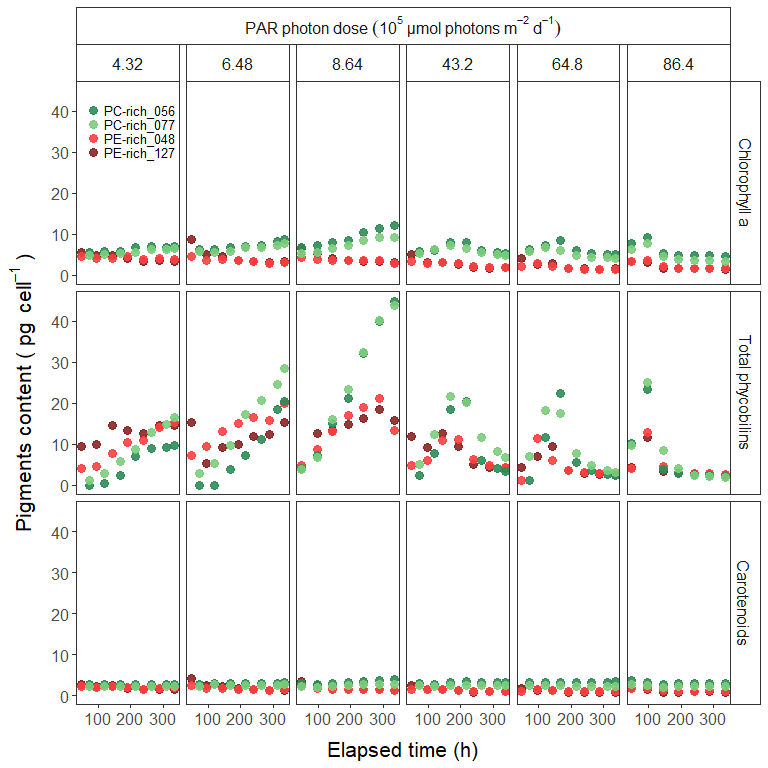 PAR photon dose (10⁵ µmol photons m⁻² d⁻¹)
4.32 6.48 8.64 43.2 64.8 86.4
40
30
20
10
0
PC-rich_056
PC-rich_077
PE-rich_048
PE-rich_127
Chlorophyll a
40
30
20
10
0
Total phycobilins
40
30
20
10
0
Carotenoids
Pigments content ( pg cell⁻¹ )
100 200 300 100 200 300 100 200 300 100 200 300 100 200 300 100 200 300
Elapsed time (h)